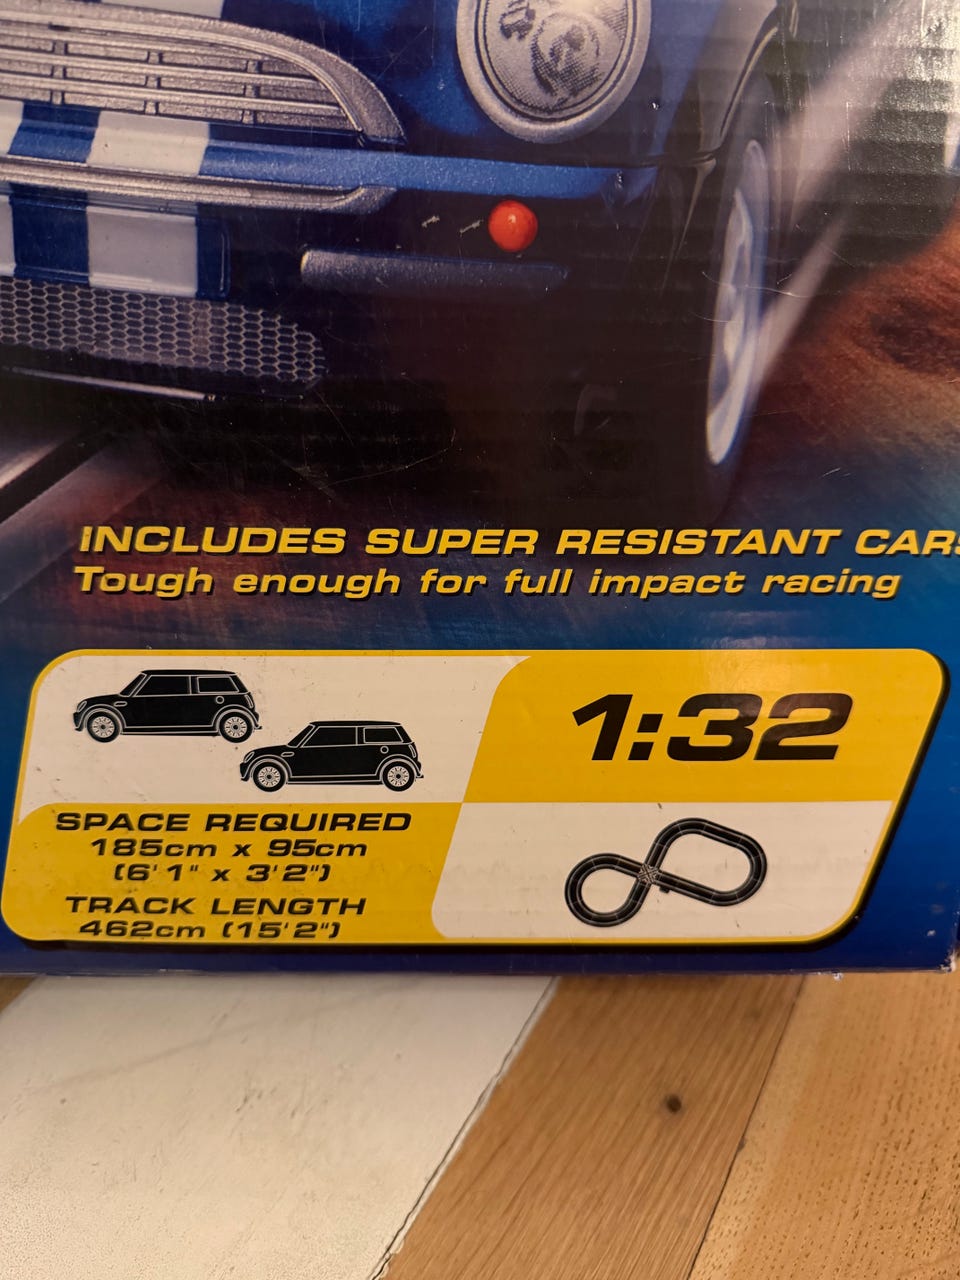 INCLUDES SUPER RESISTANT CARS
Tough enough for full impact racing
1:32
SPACE REQUIRED
185cm x 95cm
(6'1" x 3'2")
TRACK LENGTH
462cm (15'2")